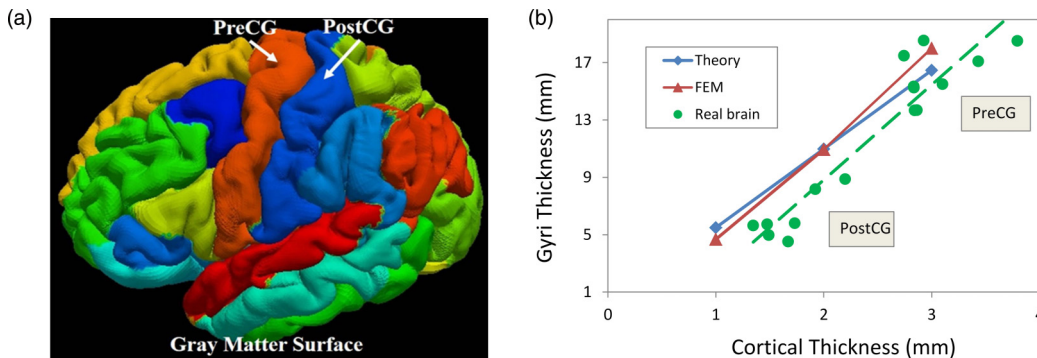 (a)
PreCG
PostCG
Gray Matter Surface
(b)
Gyri Thickness (mm)
17
13
9
5
1
Theory
FEM
Real brain
PreCG
PostCG
0
1
2
3
4
Cortical Thickness (mm)